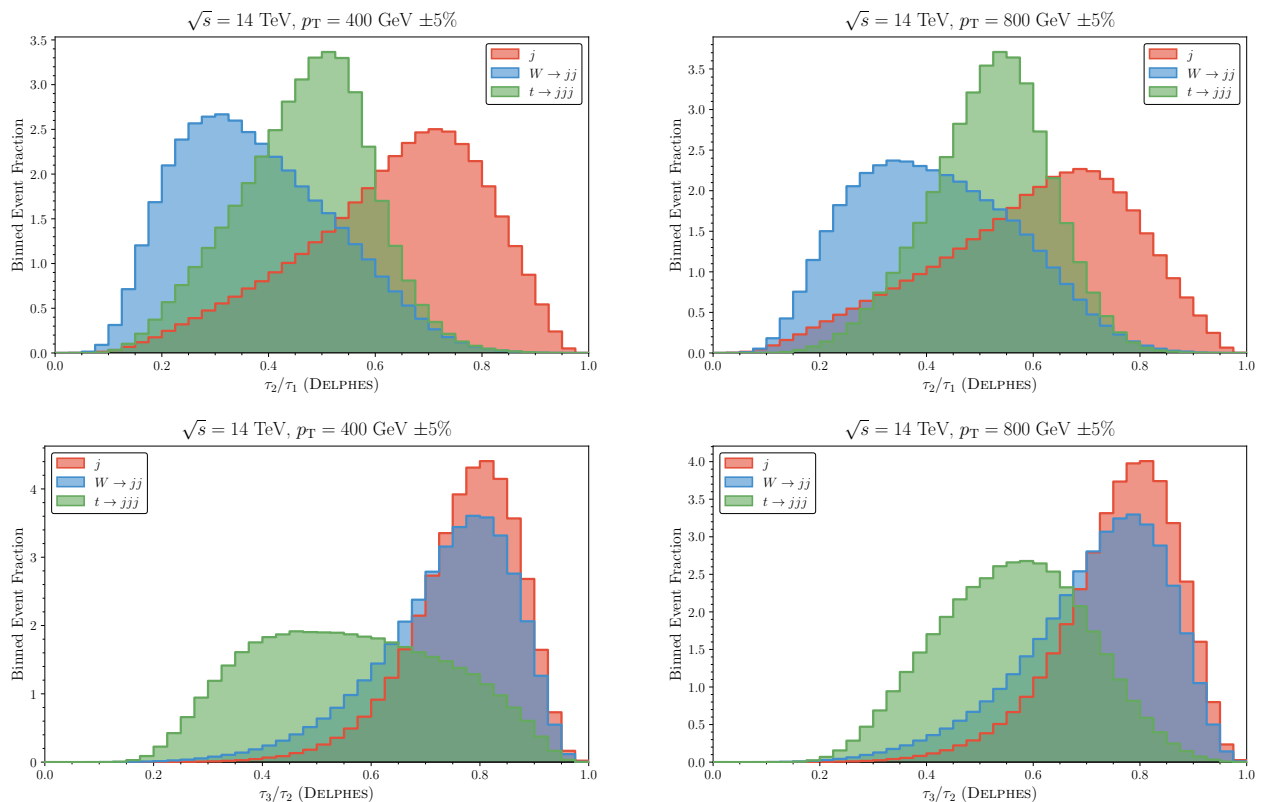 √s = 14 TeV, p_T = 400 GeV ±5%
3.5
3.0
2.5
2.0
1.5
1.0
0.5
0.0
Binned Event Fraction
j
W → jj
t → jjj
0.0 0.2 0.4 0.6 0.8 1.0
τ₂/τ₁ (DELPHES)
√s = 14 TeV, p_T = 800 GeV ±5%
3.5
3.0
2.5
2.0
1.5
1.0
0.5
0.0
Binned Event Fraction
j
W → jj
t → jjj
0.0 0.2 0.4 0.6 0.8 1.0
τ₂/τ₁ (DELPHES)
√s = 14 TeV, p_T = 400 GeV ±5%
4
3
2
1
0
Binned Event Fraction
j
W → jj
t → jjj
0.0 0.2 0.4 0.6 0.8 1.0
τ₃/τ₂ (DELPHES)
√s = 14 TeV, p_T = 800 GeV ±5%
4.0
3.5
3.0
2.5
2.0
1.5
1.0
0.5
0.0
Binned Event Fraction
j
W → jj
t → jjj
0.0 0.2 0.4 0.6 0.8 1.0
τ₃/τ₂ (DELPHES)